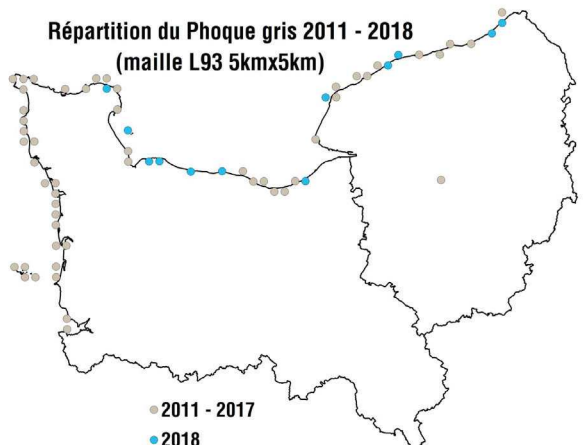 Répartition du Phoque gris 2011 - 2018
(maille L93 5kmx5km)
2011 - 2017
2018